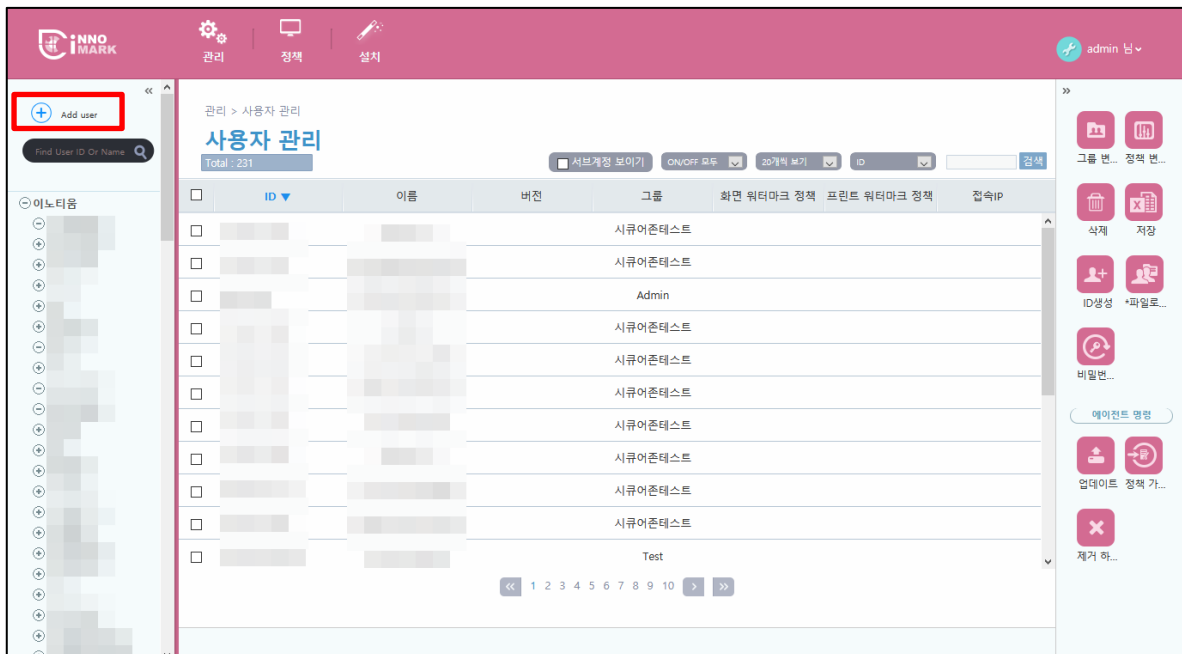 iNNO
MARK
관리
정책
설치
admin 님
«
Add user
Find User ID Or Name
이노티움
관리 > 사용자 관리
사용자 관리
Total : 231
서브계정 보이기
ON/OFF 모두
20개씩 보기
ID
검색
ID ▼ 이름 버전 그룹 화면 워터마크 정책 프린트 워터마크 정책 접속IP
시큐어존테스트
시큐어존테스트
Admin
시큐어존테스트
시큐어존테스트
시큐어존테스트
시큐어존테스트
시큐어존테스트
시큐어존테스트
시큐어존테스트
Test
« 1 2 3 4 5 6 7 8 9 10 > »
»
그룹 변... 정책 변...
삭제 저장
ID생성 *파일로...
비밀번...
에이전트 명령
업데이트 정책 가...
제거 하...